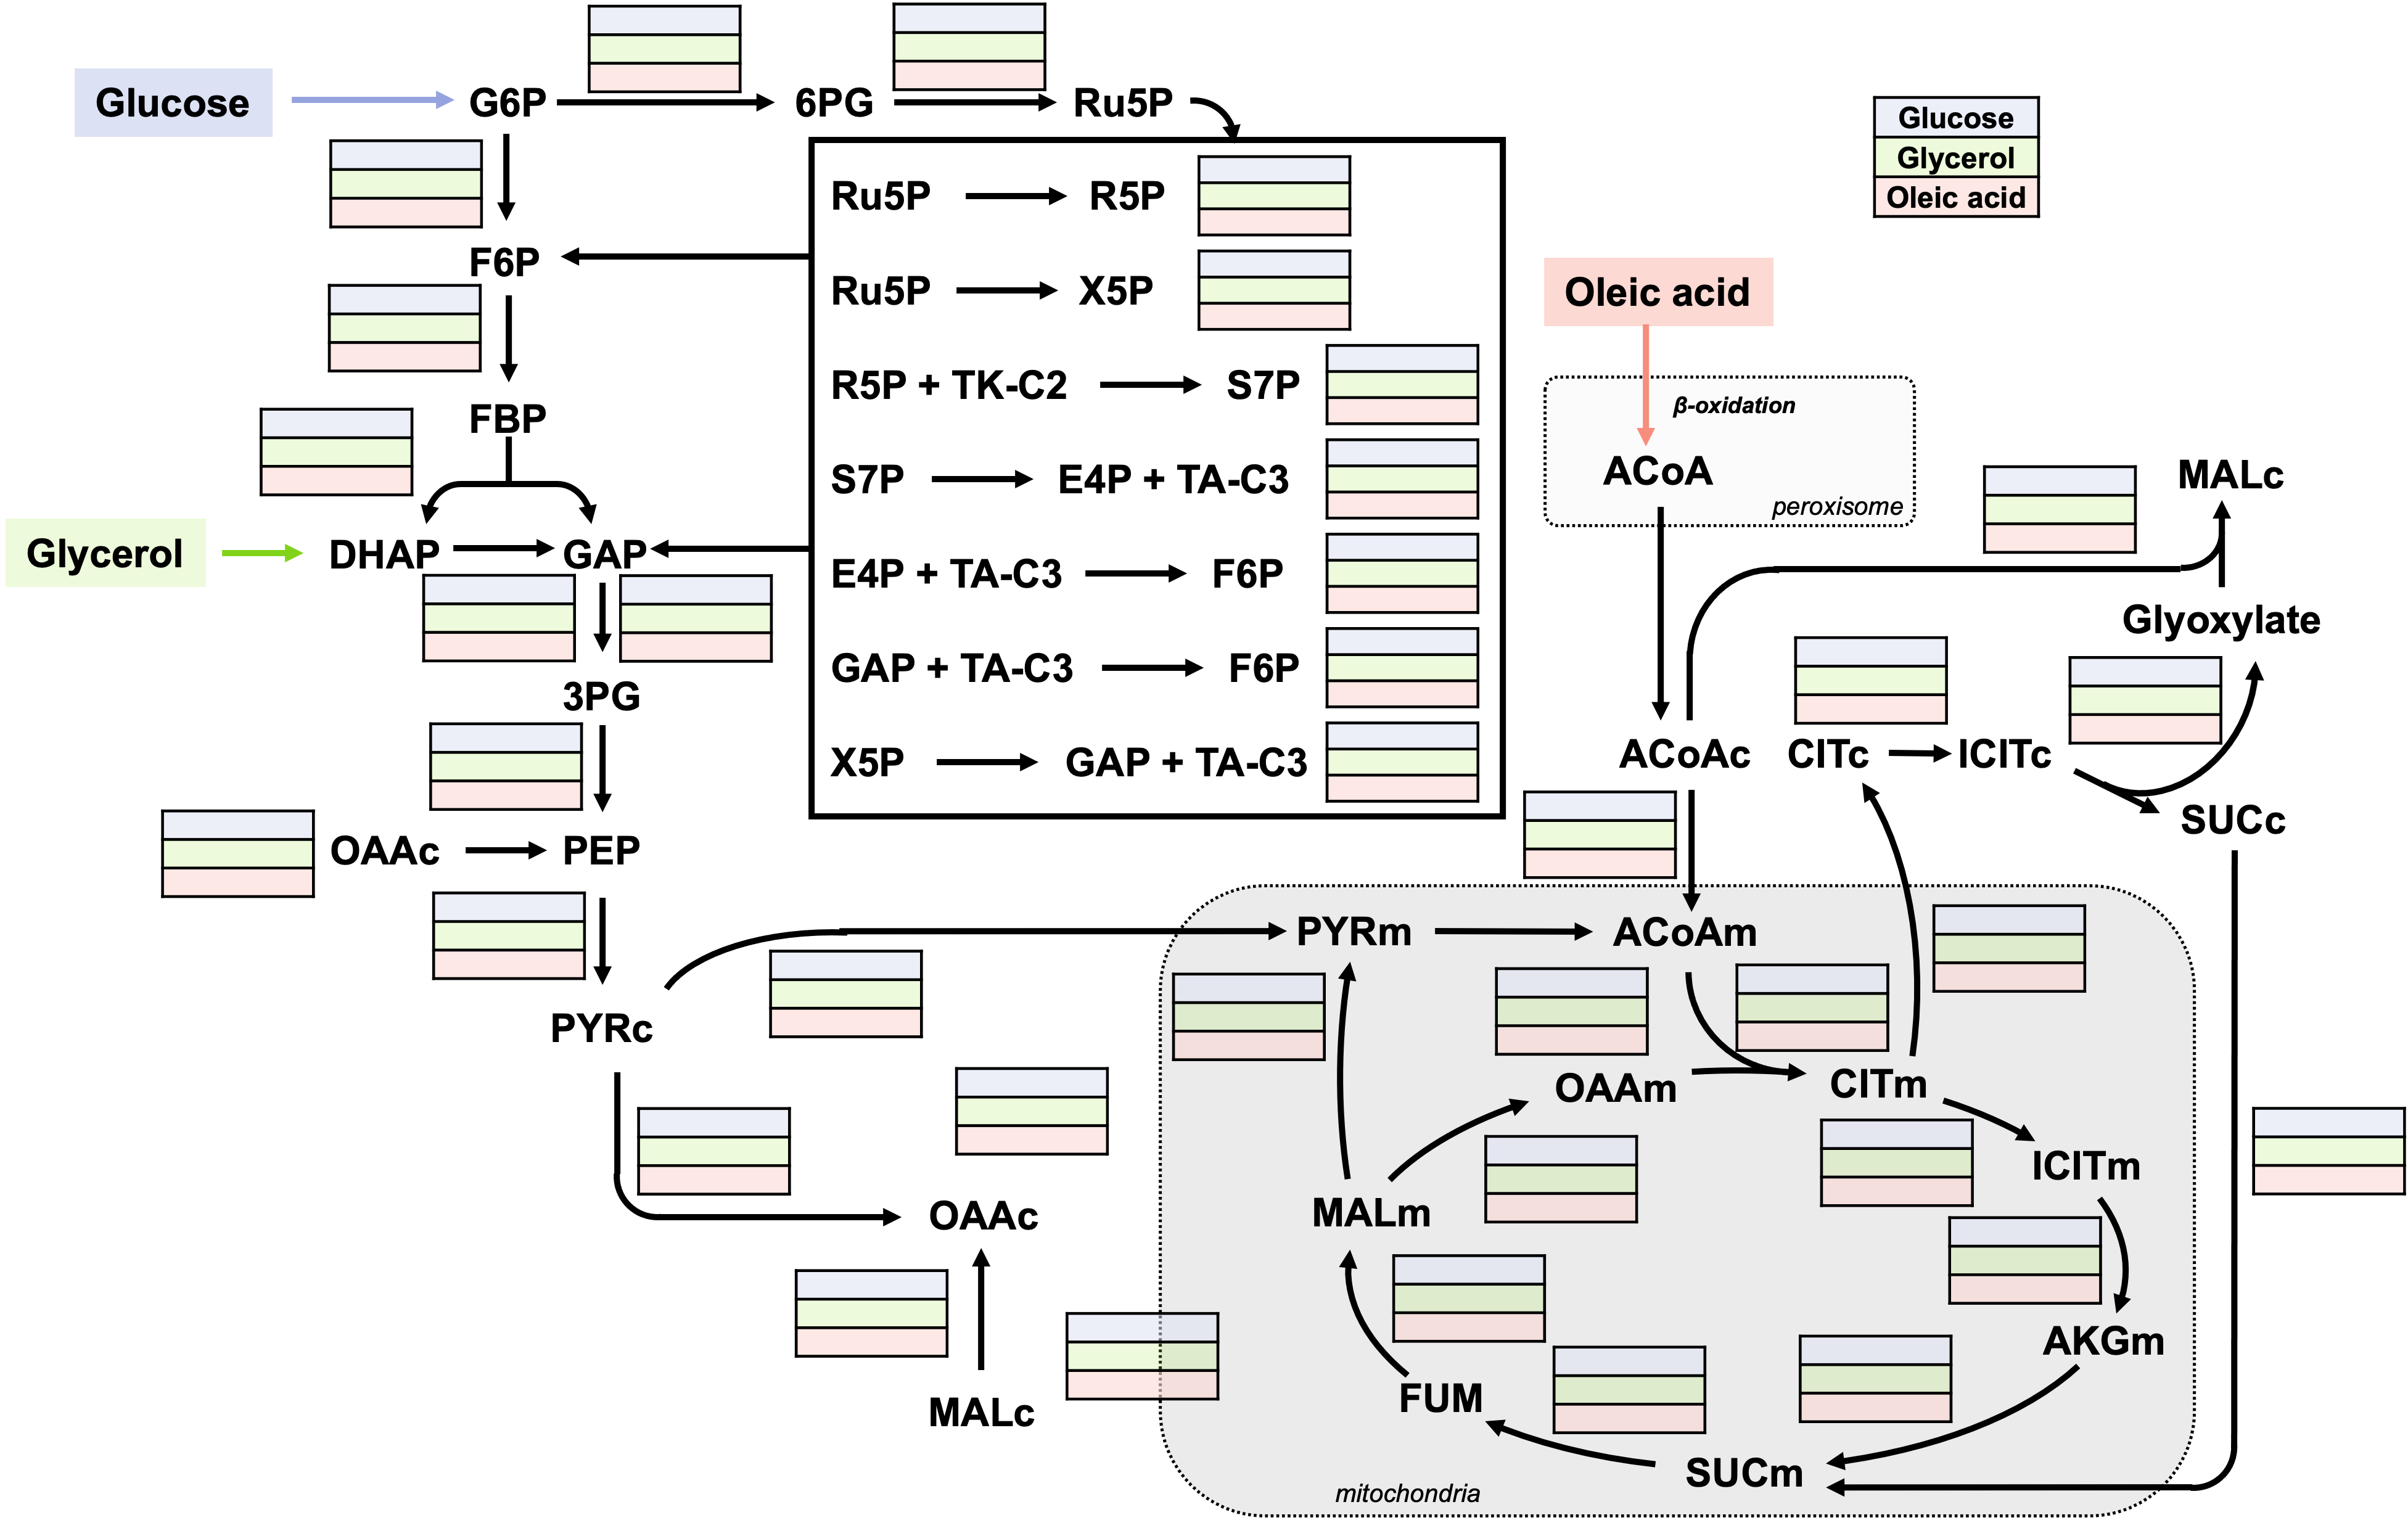 Glucose
G6P
6PG
Ru5P
Glucose
Glycerol
Oleic acid
Ru5P R5P
F6P
Ru5P X5P
Oleic acid
R5P + TK-C2 S7P
FBP
β-oxidation
ACoA
peroxisome
S7P E4P + TA-C3
MALc
Glycerol
DHAP
GAP
E4P + TA-C3 F6P
Glyoxylate
GAP + TA-C3 F6P
3PG
X5P GAP + TA-C3
ACoAc
CITc
ICITc
SUCc
OAAc
PEP
PYRm
ACoAm
PYRc
OAAm
CITm
ICITm
OAAc
MALm
AKGm
MALc
FUM
SUCm
mitochondria